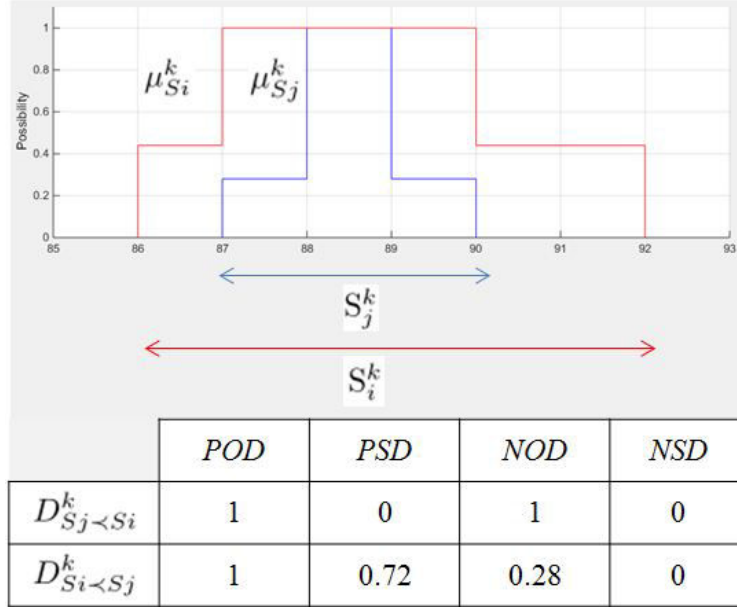 1
0.8
0.6
0.4
0.2
0
Possibility
μ^k_{Si}
μ^k_{Sj}
85 86 87 88 89 90 91 92 93
S^k_j
S^k_i
POD PSD NOD NSD
D^k_{Sj≺Si} 1 0 1 0
D^k_{Si≺Sj} 1 0.72 0.28 0